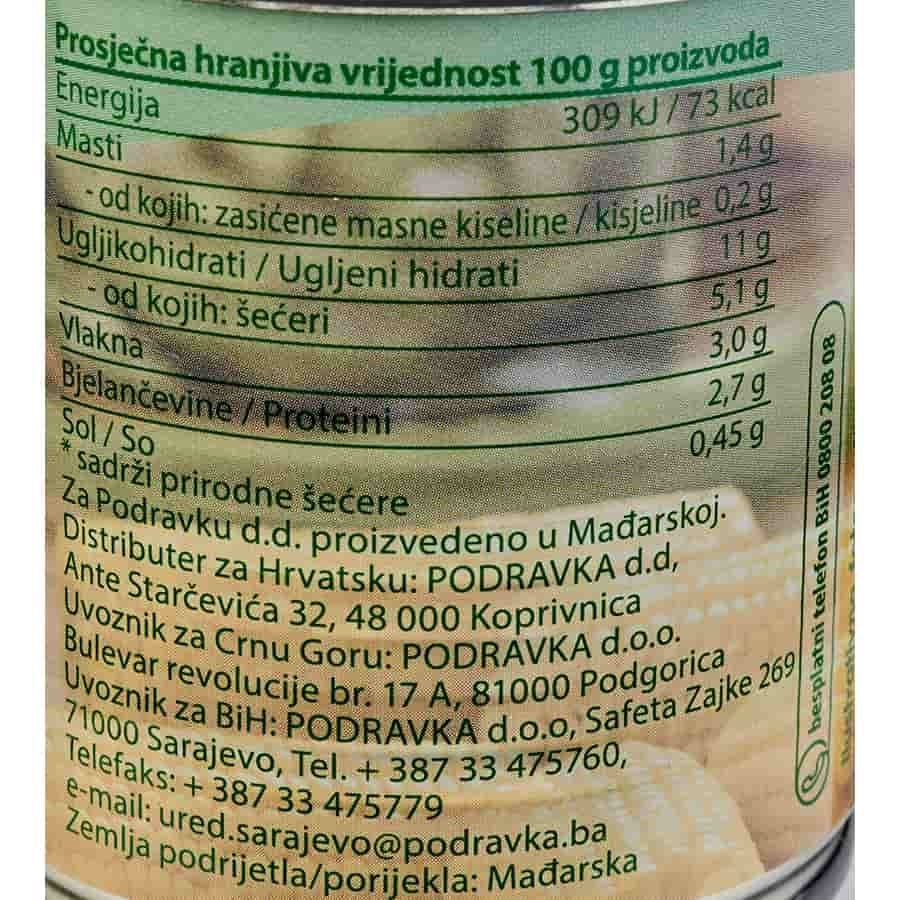 Prosječna hranjiva vrijednost 100 g proizvoda
Energija 309 kJ / 73 kcal
Masti 1,4 g
- od kojih: zasićene masne kiseline / kisjeline 0,2 g
Ugljikohidrati / Ugljeni hidrati 11 g
- od kojih: šećeri 5,1 g
Vlakna 3,0 g
Bjelančevine / Proteini 2,7 g
Sol / So 0,45 g
* sadrži prirodne šećere
Za Podravku d.d. proizvedeno u Mađarskoj.
Distributer za Hrvatsku: PODRAVKA d.d,
Ante Starčevića 32, 48 000 Koprivnica
Uvoznik za Crnu Goru: PODRAVKA d.o.o.
Bulevar revolucije br. 17 A, 81000 Podgorica
Uvoznik za BiH: PODRAVKA d.o.o, Safeta Zajke 269
71000 Sarajevo, Tel. + 387 33 475760,
Telefaks: + 387 33 475779
e-mail: ured.sarajevo@podravka.ba
Zemlja podrijetla/porijekla: Mađarska
besplatni telefon BiH 0800 208 08